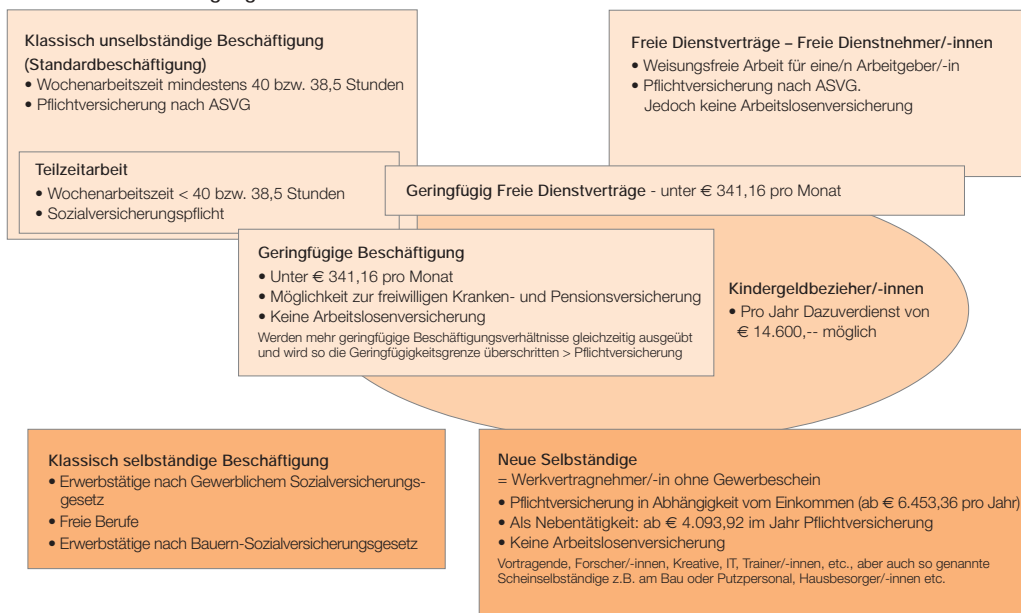 Klassisch unselbständige Beschäftigung
(Standardbeschäftigung)
• Wochenarbeitszeit mindestens 40 bzw. 38,5 Stunden
• Pflichtversicherung nach ASVG
Freie Dienstverträge – Freie Dienstnehmer/-innen
• Weisungsfreie Arbeit für eine/n Arbeitgeber/-in
• Pflichtversicherung nach ASVG.
Jedoch keine Arbeitslosenversicherung
Teilzeitarbeit
• Wochenarbeitszeit < 40 bzw. 38,5 Stunden
• Sozialversicherungspflicht
Geringfügig Freie Dienstverträge - unter € 341,16 pro Monat
Geringfügige Beschäftigung
• Unter € 341,16 pro Monat
• Möglichkeit zur freiwilligen Kranken- und Pensionsversicherung
• Keine Arbeitslosenversicherung
Werden mehr geringfügige Beschäftigungsverhältnisse gleichzeitig ausgeübt
und wird so die Geringfügigkeitsgrenze überschritten > Pflichtversicherung
Kindergeldbezieher/-innen
• Pro Jahr Dazuverdienst von
€ 14.600,-- möglich
Klassisch selbständige Beschäftigung
• Erwerbstätige nach Gewerblichem Sozialversicherungs-
gesetz
• Freie Berufe
• Erwerbstätige nach Bauern-Sozialversicherungsgesetz
Neue Selbständige
= Werkvertragnehmer/-in ohne Gewerbeschein
• Pflichtversicherung in Abhängigkeit vom Einkommen (ab € 6.453,36 pro Jahr)
• Als Nebentätigkeit: ab € 4.093,92 im Jahr Pflichtversicherung
• Keine Arbeitslosenversicherung
Vortragende, Forscher/-innen, Kreative, IT, Trainer/-innen, etc., aber auch so genannte
Scheinselbständige z.B. am Bau oder Putzpersonal, Hausbesorger/-innen etc.